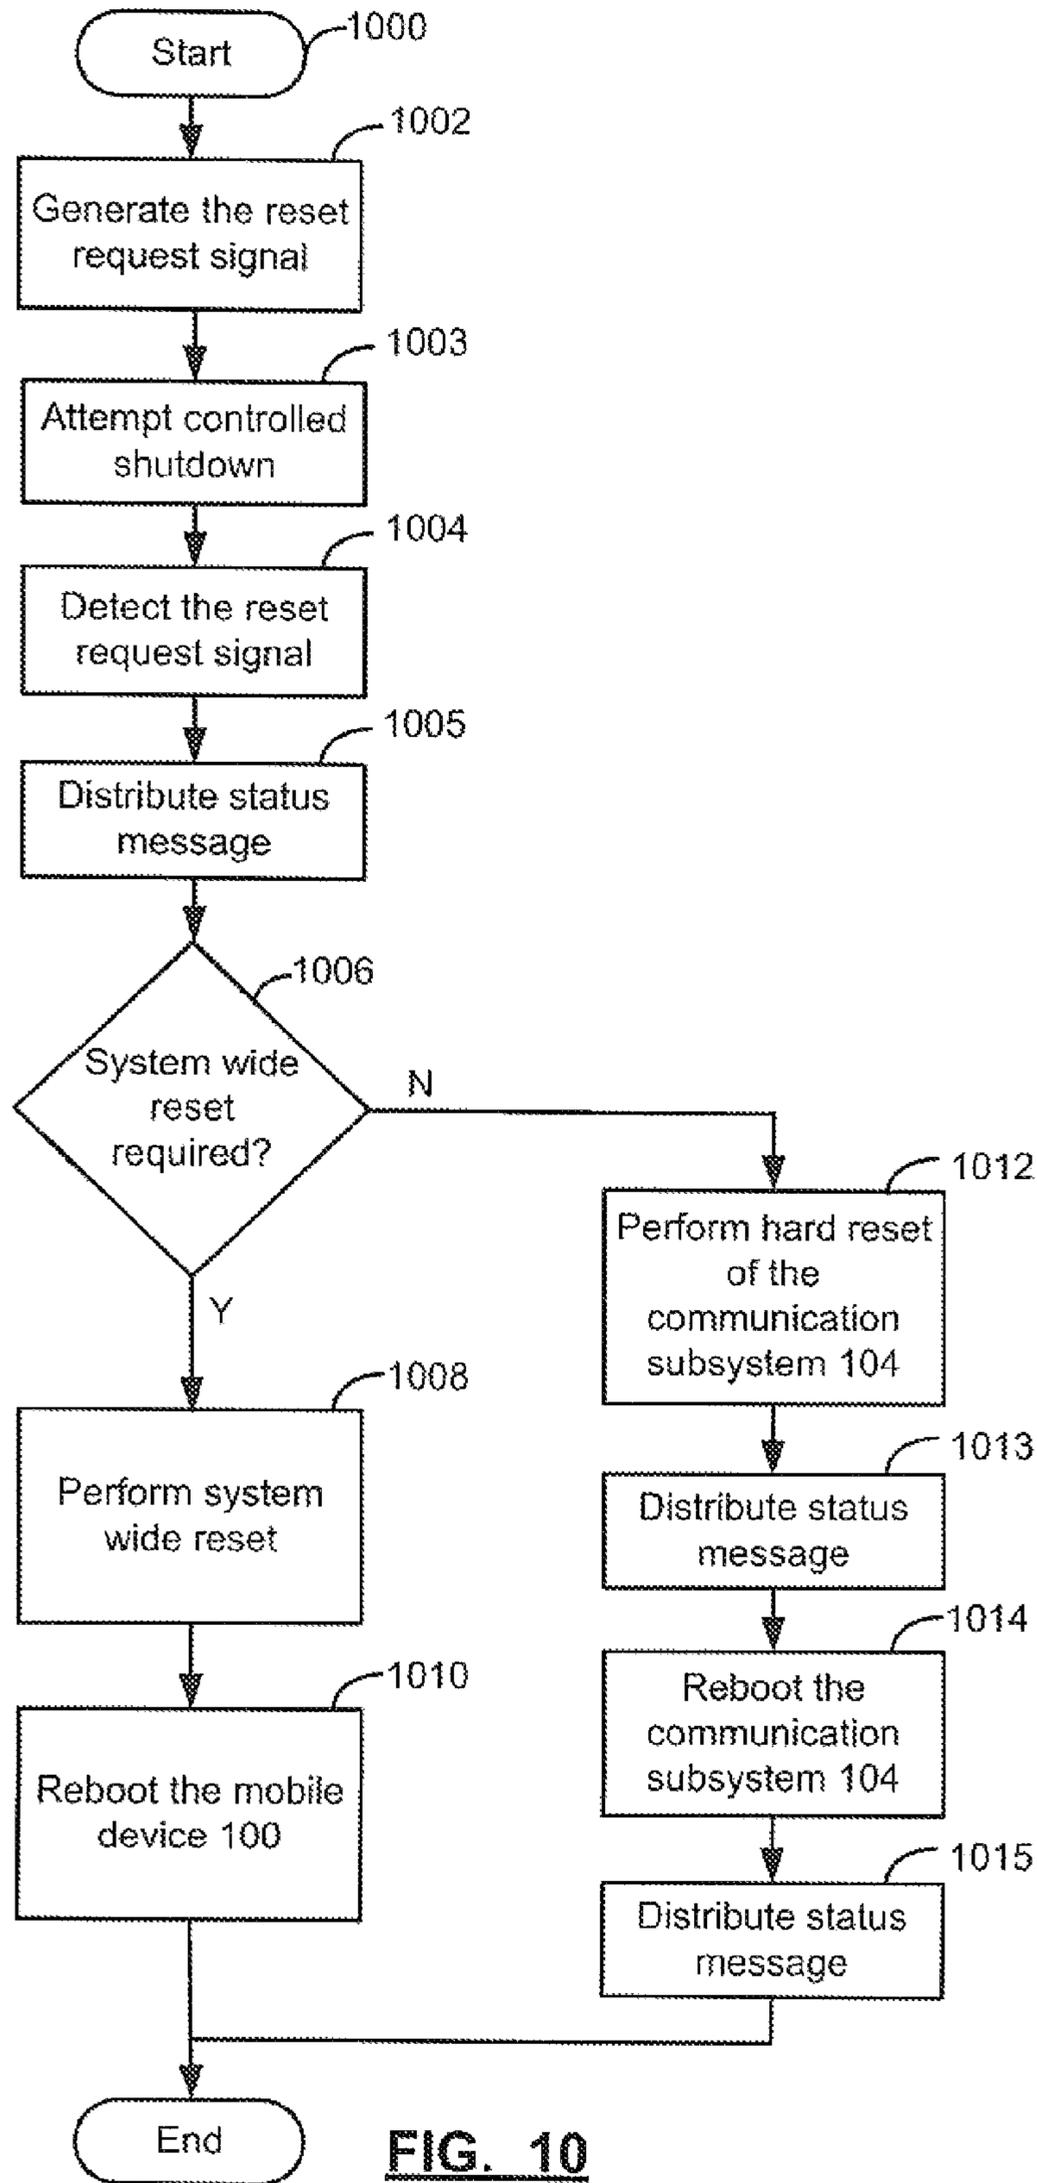 Start
1000
1002
Generate the reset
request signal
1003
Attempt controlled
shutdown
1004
Detect the reset
request signal
1005
Distribute status
message
1006
System wide
reset
required?
N
Y
1012
Perform hard reset
of the
communication
subsystem 104
1008
Perform system
wide reset
1013
Distribute status
message
1014
Reboot the
communication
subsystem 104
1010
Reboot the mobile
device 100
1015
Distribute status
message
End
FIG. 10